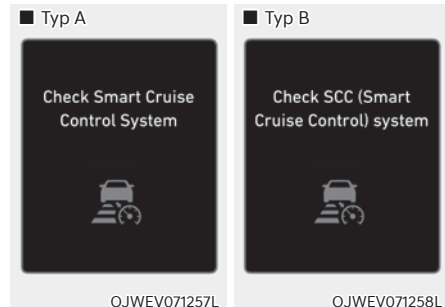 ■ Typ A
Check Smart Cruise
Control System
OJWEV071257L
■ Typ B
Check SCC (Smart
Cruise Control) system
OJWEV071258L